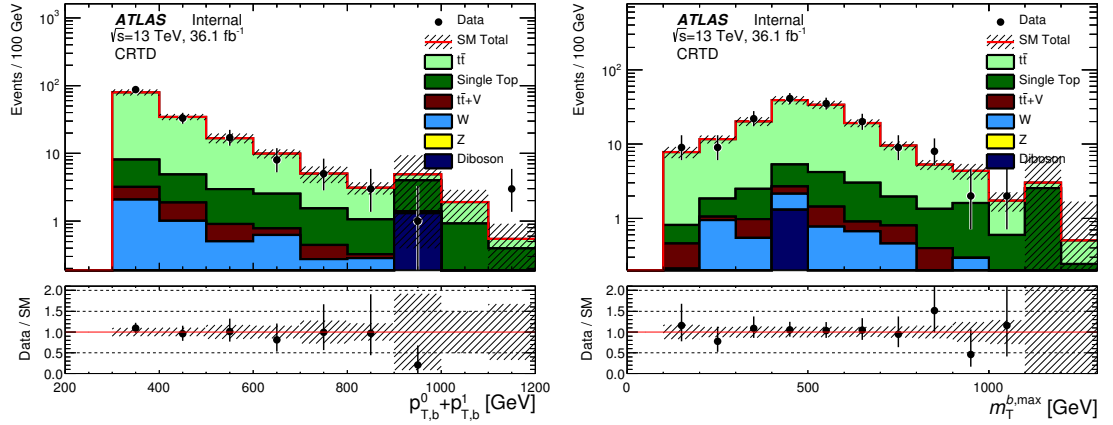 ATLAS Internal
√s=13 TeV, 36.1 fb⁻¹
CRTD
Data
SM Total
tt̄
Single Top
tt̄+V
W
Z
Diboson
Events / 100 GeV
10²
10
1
Data / SM
2.0
1.5
1.0
0.5
0.0
200 400 600 800 1000 1200
p⁰T,b+p¹T,b [GeV]
ATLAS Internal
√s=13 TeV, 36.1 fb⁻¹
CRTD
Data
SM Total
tt̄
Single Top
tt̄+V
W
Z
Diboson
Events / 100 GeV
10²
10
1
Data / SM
2.0
1.5
1.0
0.5
0.0
0 500 1000
mT^b,max [GeV]